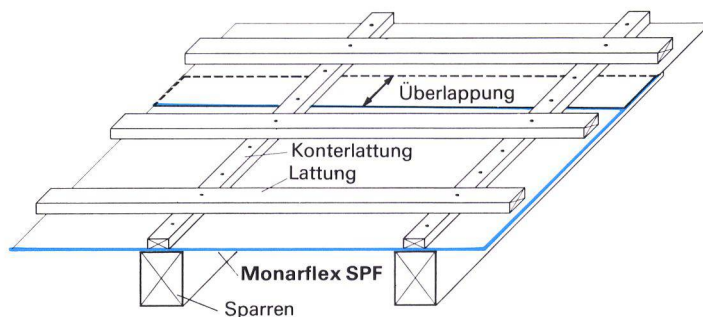 Überlappung
Konterlattung
Lattung
Monarflex SPF
Sparren